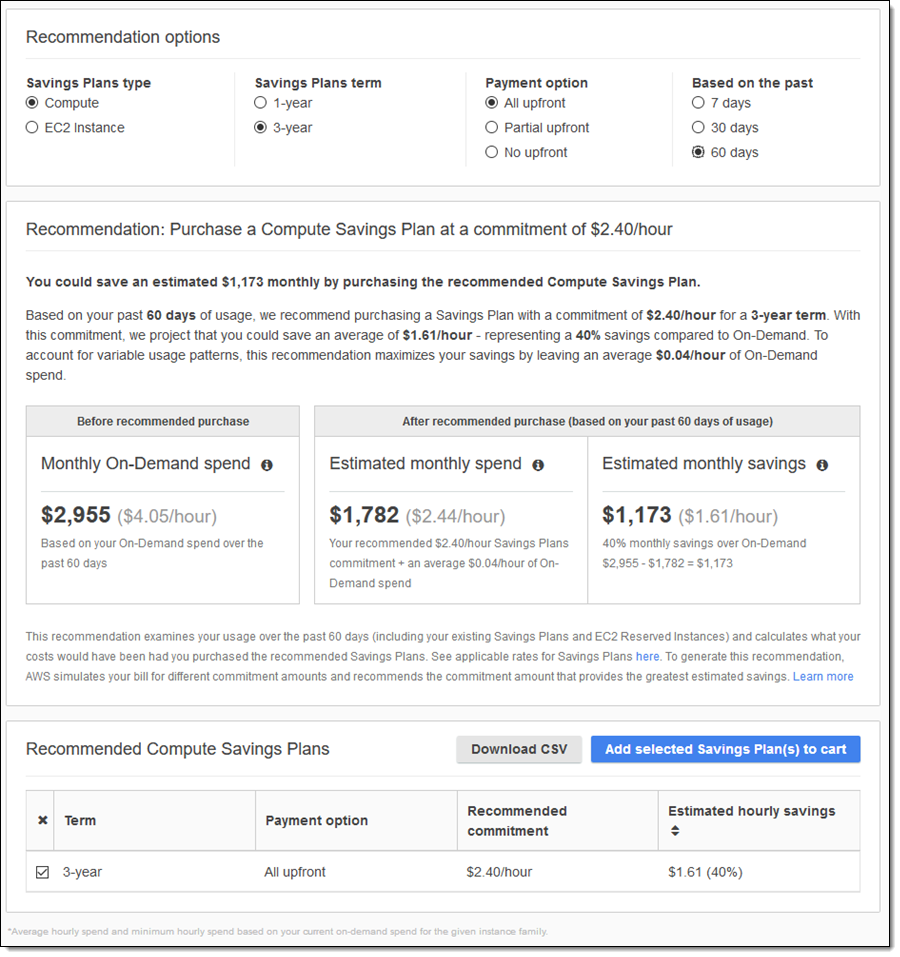 Recommendation options
Savings Plans type
Compute
EC2 Instance
Savings Plans term
1-year
3-year
Payment option
All upfront
Partial upfront
No upfront
Based on the past
7 days
30 days
60 days
Recommendation: Purchase a Compute Savings Plan at a commitment of $2.40/hour
You could save an estimated $1,173 monthly by purchasing the recommended Compute Savings Plan.
Based on your past 60 days of usage, we recommend purchasing a Savings Plan with a commitment of $2.40/hour for a 3-year term. With
this commitment, we project that you could save an average of $1.61/hour - representing a 40% savings compared to On-Demand. To
account for variable usage patterns, this recommendation maximizes your savings by leaving an average $0.04/hour of On-Demand
spend.
Before recommended purchase
Monthly On-Demand spend
$2,955 ($4.05/hour)
Based on your On-Demand spend over the
past 60 days
After recommended purchase (based on your past 60 days of usage)
Estimated monthly spend
$1,782 ($2.44/hour)
Your recommended $2.40/hour Savings Plans
commitment + an average $0.04/hour of On-
Demand spend
Estimated monthly savings
$1,173 ($1.61/hour)
40% monthly savings over On-Demand
$2,955 - $1,782 = $1,173
This recommendation examines your usage over the past 60 days (including your existing Savings Plans and EC2 Reserved Instances) and calculates what your
costs would have been had you purchased the recommended Savings Plans. See applicable rates for Savings Plans here. To generate this recommendation,
AWS simulates your bill for different commitment amounts and recommends the commitment amount that provides the greatest estimated savings. Learn more
Recommended Compute Savings Plans
Download CSV
Add selected Savings Plan(s) to cart
Term
Payment option
Recommended
commitment
Estimated hourly savings
3-year
All upfront
$2.40/hour
$1.61 (40%)
*Average hourly spend and minimum hourly spend based on your current on-demand spend for the given instance family.